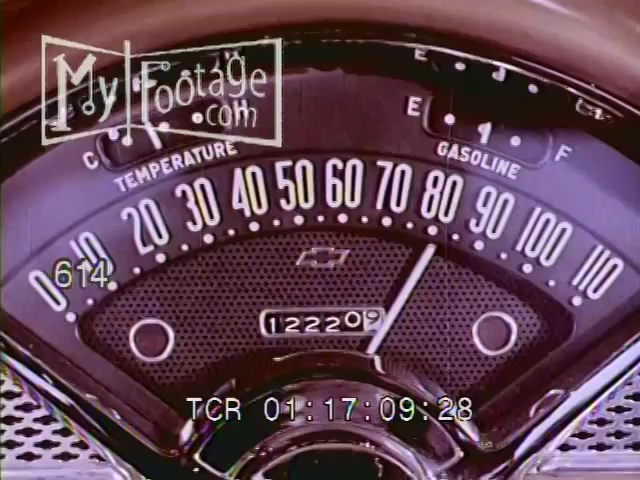 MyFootage
.com
E
C TEMPERATURE
E GASOLINE F
0 10 20 30 40 50 60 70 80 90 100 110
614
122209
TCR 01:17:09:28